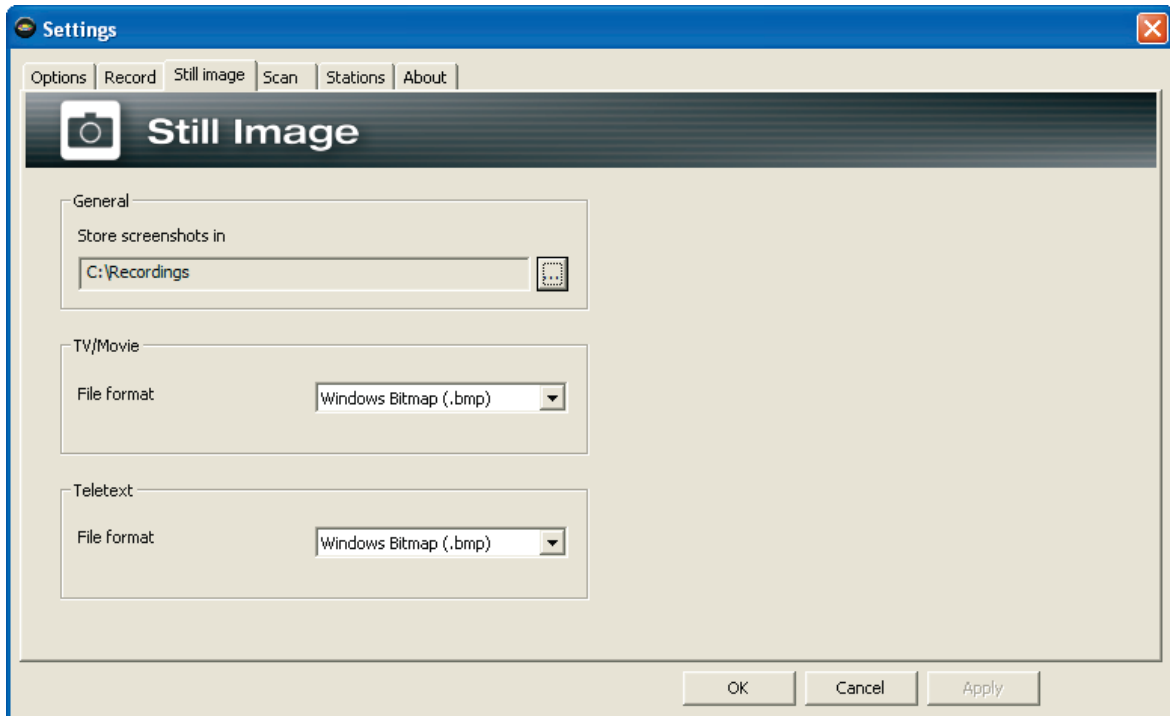 Settings
Options Record Still image Scan Stations About
Still Image
General
Store screenshots in
C:\Recordings
...
TV/Movie
File format Windows Bitmap (.bmp)
Teletext
File format Windows Bitmap (.bmp)
OK Cancel Apply